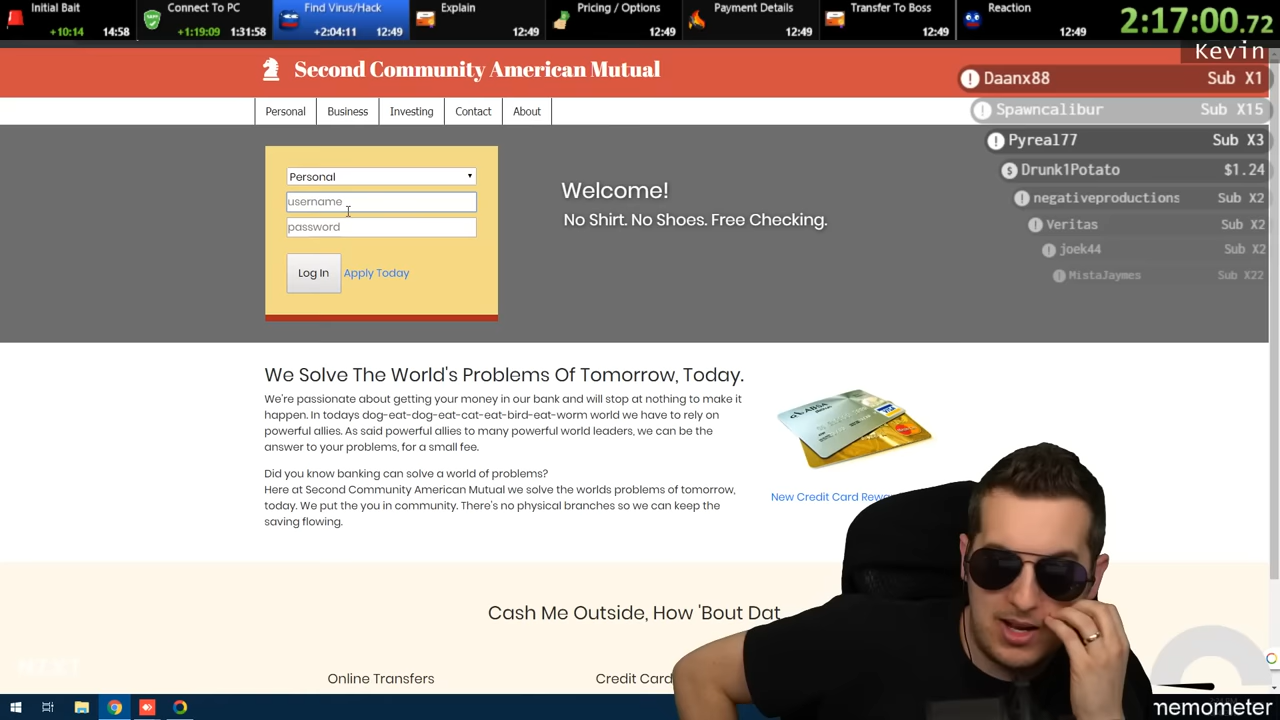 Initial Bait
+10:14 14:58
Connect To PC
+1:19:09 1:31:58
Find Virus/Hack
+2:04:11 12:49
Explain
12:49
Pricing / Options
12:49
Payment Details
12:49
Transfer To Boss
12:49
Reaction
12:49
2:17:00.72
Kevin
Second Community American Mutual
Daanx88 Sub X1
Spawncalibur Sub X15
Pyreal77 Sub X3
Drunk1Potato $1.24
negativeproductions Sub X2
Veritas Sub X2
joek44 Sub X2
MistaJaymes Sub X22
Personal Business Investing Contact About
Personal
username
password
Log In Apply Today
Welcome!
No Shirt. No Shoes. Free Checking.
We Solve The World's Problems Of Tomorrow, Today.
We're passionate about getting your money in our bank and will stop at nothing to make it
happen. In todays dog-eat-dog-eat-cat-eat-bird-eat-worm world we have to rely on
powerful allies. As said powerful allies to many powerful world leaders, we can be the
answer to your problems, for a small fee.
Did you know banking can solve a world of problems?
Here at Second Community American Mutual we solve the worlds problems of tomorrow,
today. We put the you in community. There's no physical branches so we can keep the
saving flowing.
VISA
New Credit Card Rewa
Cash Me Outside, How 'Bout Dat
Online Transfers
Credit Card
memometer